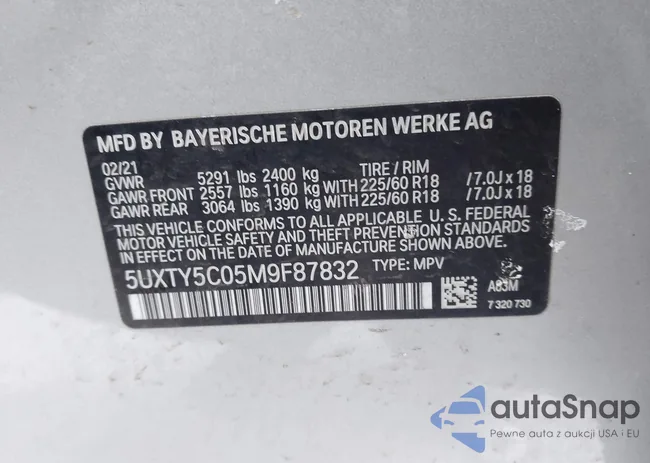 MFD BY BAYERISCHE MOTOREN WERKE AG
02/21 TIRE / RIM
GVWR 5291 lbs 2400 kg
GAWR FRONT 2557 lbs 1160 kg WITH 225/60 R18 /7.0J x 18
GAWR REAR 3064 lbs 1390 kg WITH 225/60 R18 /7.0J x 18
THIS VEHICLE CONFORMS TO ALL APPLICABLE U. S. FEDERAL
MOTOR VEHICLE SAFETY, BUMPER AND THEFT PREVENTION STANDARDS
IN EFFECT ON THE DATE OF MANUFACTURE SHOWN ABOVE.
5UXTY5C05M9F87832 TYPE: MPV
A83M
7 320 730
autaSnap
Pewne auta z aukcji USA i EU